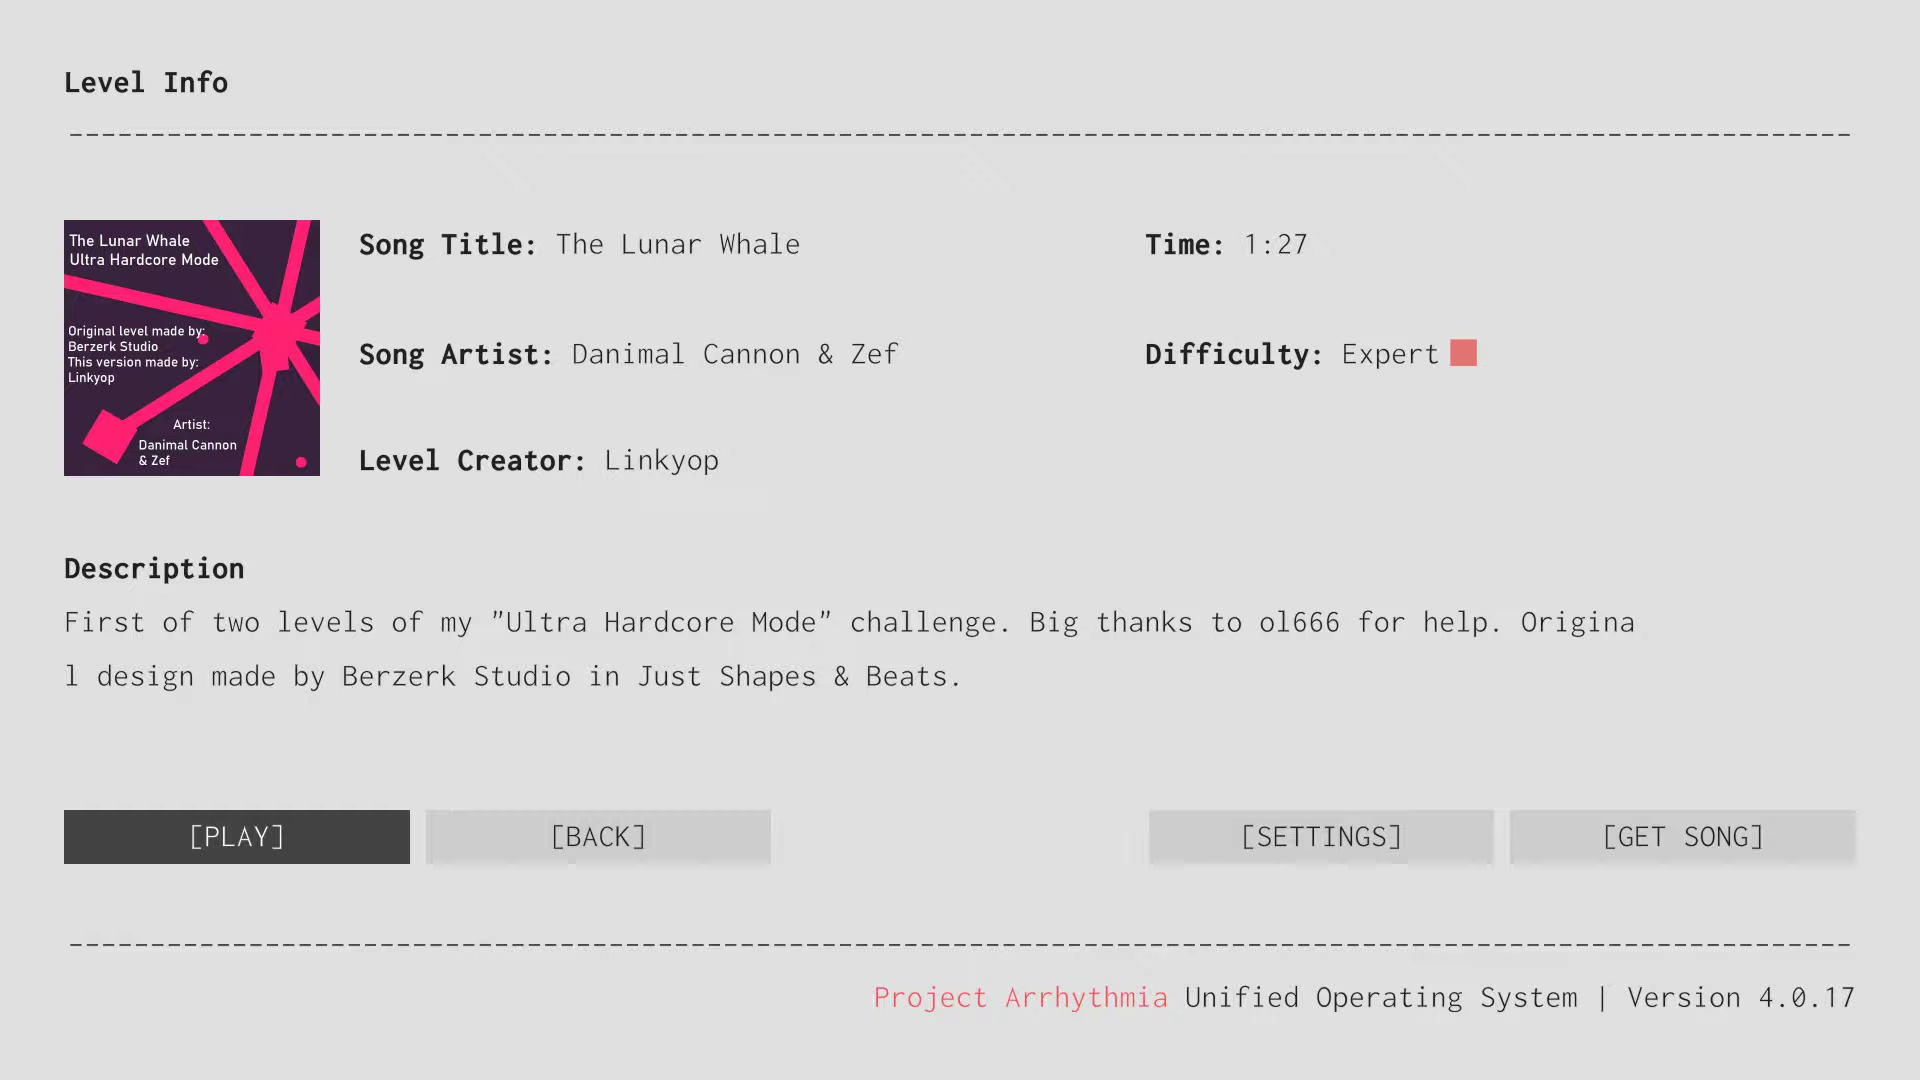 Level Info
The Lunar Whale
Ultra Hardcore Mode
Original level made by:
Berzerk Studio
This version made by:
Linkyop
Artist:
Danimal Cannon
& Zef
Song Title: The Lunar Whale
Time: 1:27
Song Artist: Danimal Cannon & Zef
Difficulty: Expert
Level Creator: Linkyop
Description
First of two levels of my "Ultra Hardcore Mode" challenge. Big thanks to ol666 for help. Origina
l design made by Berzerk Studio in Just Shapes & Beats.
[PLAY] [BACK] [SETTINGS] [GET SONG]
Project Arrhythmia Unified Operating System | Version 4.0.17